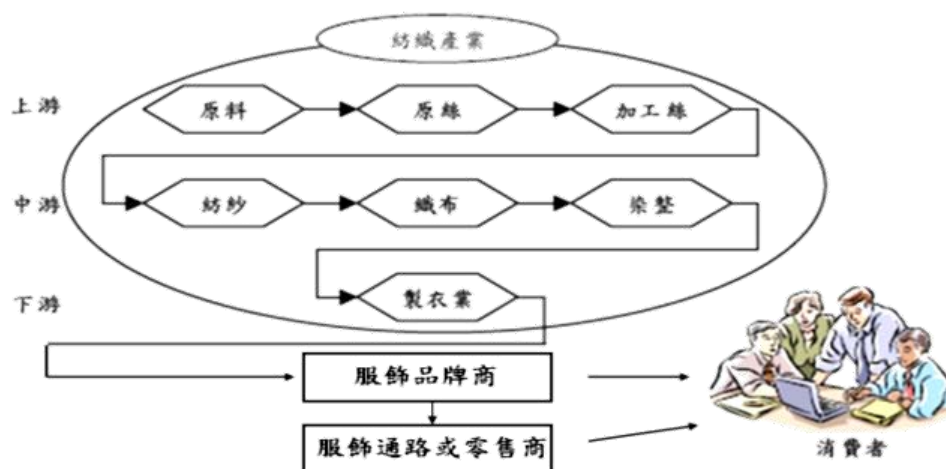 紡織產業
上游
原料
原絲
加工絲
中游
紡紗
織布
染整
下游
製衣業
服飾品牌商
服飾通路或零售商
消費者